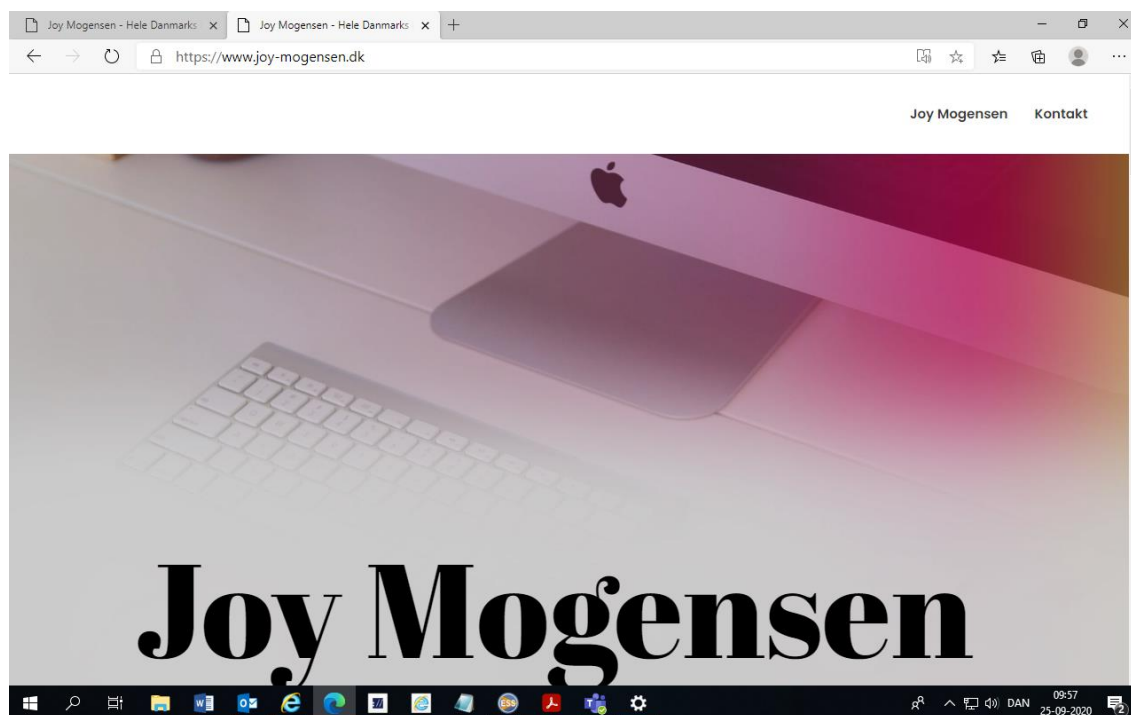 Joy Mogensen - Hele Danmarks
Joy Mogensen - Hele Danmarks
https://www.joy-mogensen.dk
Joy Mogensen Kontakt
Joy Mogensen
DAN
09:57
25-09-2020